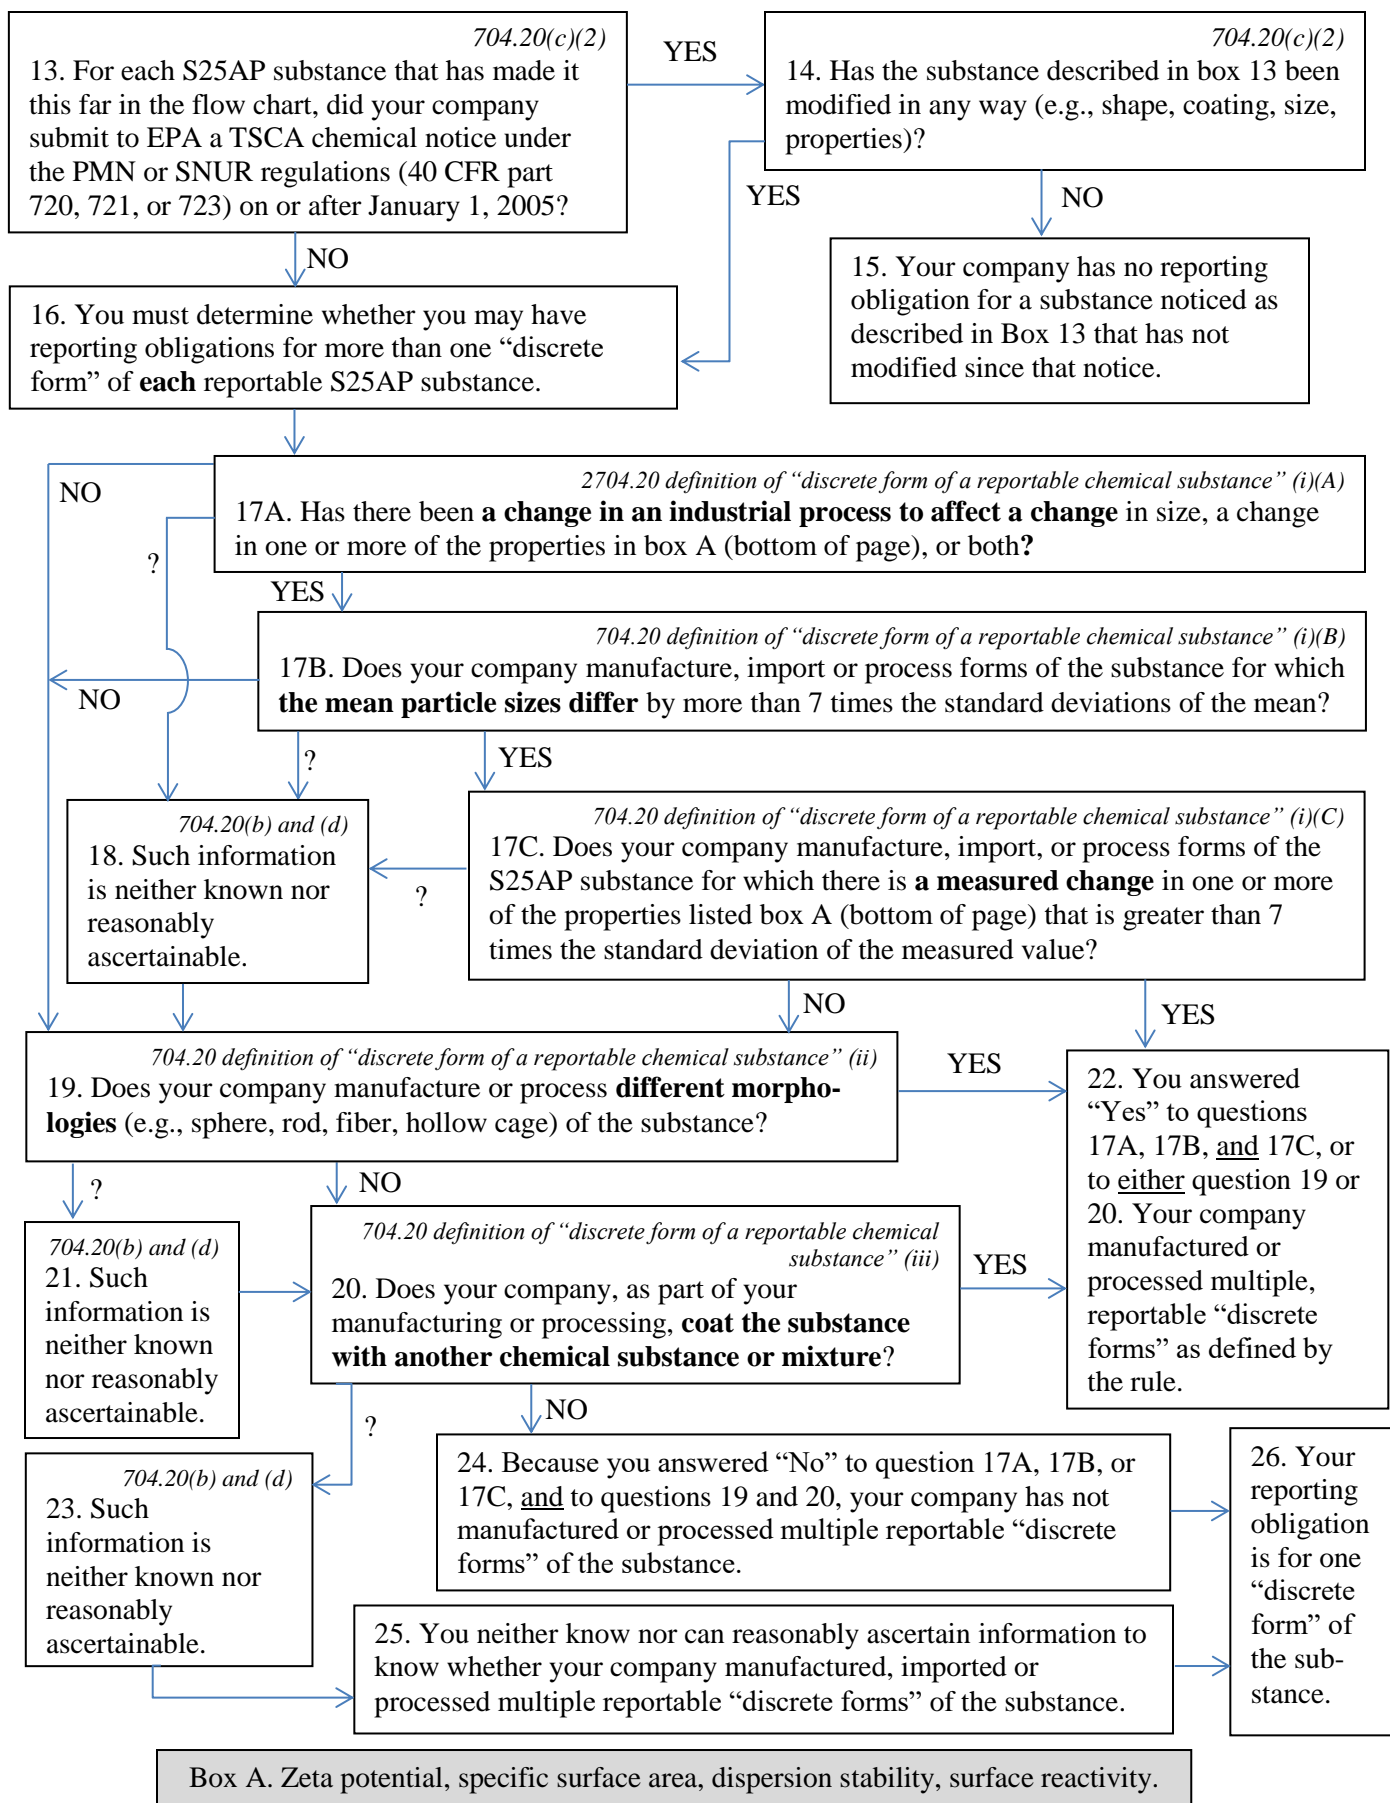 704.20(c)(2)
13. For each S25AP substance that has made it
this far in the flow chart, did your company
submit to EPA a TSCA chemical notice under
the PMN or SNUR regulations (40 CFR part
720, 721, or 723) on or after January 1, 2005?
YES
704.20(c)(2)
14. Has the substance described in box 13 been
modified in any way (e.g., shape, coating, size,
properties)?
YES
NO
NO
15. Your company has no reporting
obligation for a substance noticed as
described in Box 13 that has not
modified since that notice.
16. You must determine whether you may have
reporting obligations for more than one “discrete
form” of each reportable S25AP substance.
NO
2704.20 definition of “discrete form of a reportable chemical substance” (i)(A)
17A. Has there been a change in an industrial process to affect a change in size, a change
in one or more of the properties in box A (bottom of page), or both?
?
YES
704.20 definition of “discrete form of a reportable chemical substance” (i)(B)
17B. Does your company manufacture, import or process forms of the substance for which
the mean particle sizes differ by more than 7 times the standard deviations of the mean?
NO
?
YES
704.20(b) and (d)
18. Such information
is neither known nor
reasonably
ascertainable.
704.20 definition of “discrete form of a reportable chemical substance” (i)(C)
17C. Does your company manufacture, import, or process forms of the
S25AP substance for which there is a measured change in one or more
of the properties listed box A (bottom of page) that is greater than 7
times the standard deviation of the measured value?
?
NO
YES
704.20 definition of “discrete form of a reportable chemical substance” (ii)
19. Does your company manufacture or process different morpho-
logies (e.g., sphere, rod, fiber, hollow cage) of the substance?
YES
22. You answered
“Yes” to questions
17A, 17B, and 17C, or
to either question 19 or
20. Your company
manufactured or
processed multiple,
reportable “discrete
forms” as defined by
the rule.
?
NO
704.20(b) and (d)
21. Such
information is
neither known
nor reasonably
ascertainable.
704.20 definition of “discrete form of a reportable chemical
substance” (iii)
20. Does your company, as part of your
manufacturing or processing, coat the substance
with another chemical substance or mixture?
YES
?
NO
704.20(b) and (d)
23. Such
information is
neither known nor
reasonably
ascertainable.
24. Because you answered “No” to question 17A, 17B, or
17C, and to questions 19 and 20, your company has not
manufactured or processed multiple reportable “discrete
forms” of the substance.
26. Your
reporting
obligation
is for one
“discrete
form” of
the sub-
stance.
25. You neither know nor can reasonably ascertain information to
know whether your company manufactured, imported or
processed multiple reportable “discrete forms” of the substance.
Box A. Zeta potential, specific surface area, dispersion stability, surface reactivity.